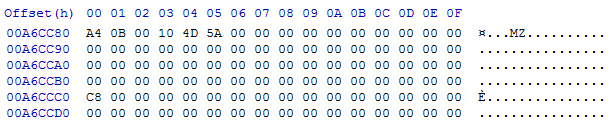 Offset(h) 00 01 02 03 04 05 06 07 08 09 0A 0B 0C 0D 0E 0F
00A6CC80 A4 0B 00 10 4D 5A 00 00 00 00 00 00 00 00 00 00 ¤...MZ..........
00A6CC90 00 00 00 00 00 00 00 00 00 00 00 00 00 00 00 00 ................
00A6CCA0 00 00 00 00 00 00 00 00 00 00 00 00 00 00 00 00 ................
00A6CCB0 00 00 00 00 00 00 00 00 00 00 00 00 00 00 00 00 ................
00A6CCC0 C8 00 00 00 00 00 00 00 00 00 00 00 00 00 00 00 È...............
00A6CCD0 00 00 00 00 00 00 00 00 00 00 00 00 00 00 00 00 ................